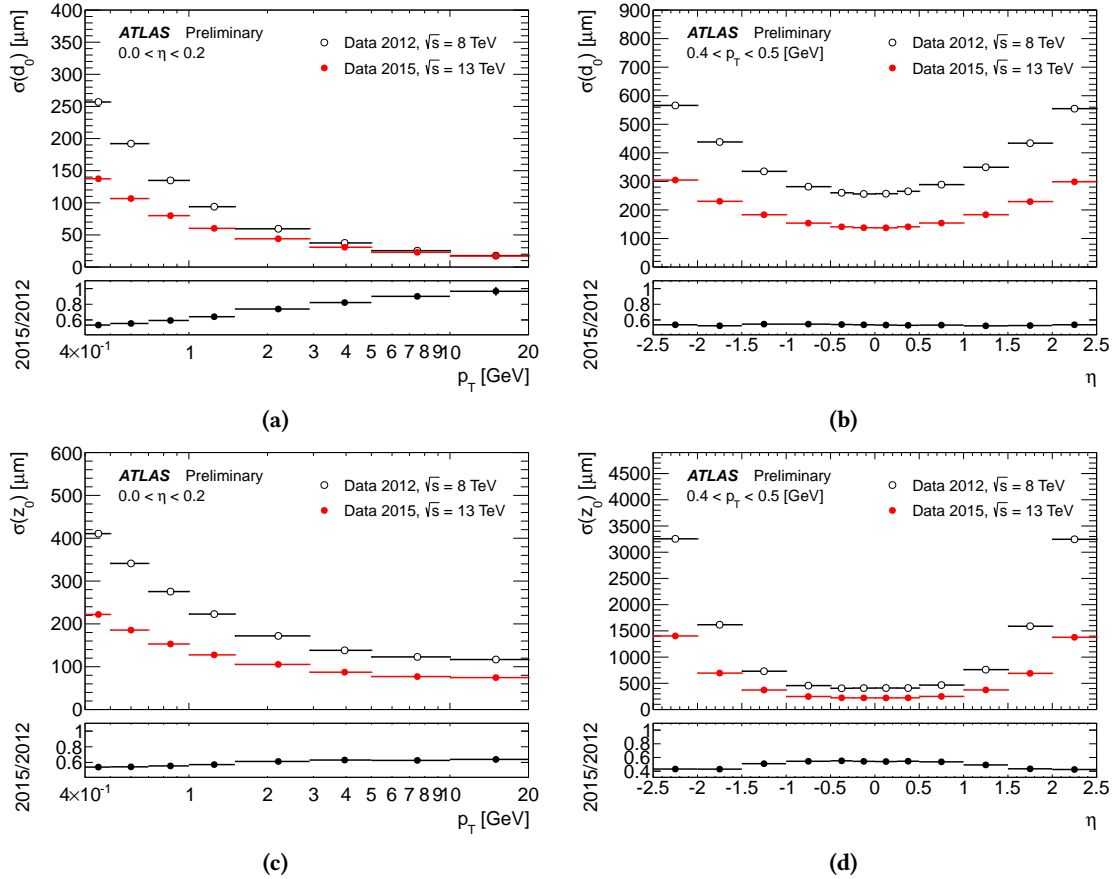 σ(d₀) [μm]
400
350
300
250
200
150
100
50
0
ATLAS Preliminary
0.0 < η < 0.2
Data 2012, √s = 8 TeV
Data 2015, √s = 13 TeV
2015/2012
1
0.8
0.6
4×10⁻¹ 1 2 3 4 5 6 7 8 9 10 20
p_T [GeV]
(a)
σ(d₀) [μm]
900
800
700
600
500
400
300
200
100
0
ATLAS Preliminary
0.4 < p_T < 0.5 [GeV]
Data 2012, √s = 8 TeV
Data 2015, √s = 13 TeV
2015/2012
1
0.8
0.6
-2.5 -2 -1.5 -1 -0.5 0 0.5 1 1.5 2 2.5
η
(b)
σ(z₀) [μm]
600
500
400
300
200
100
0
ATLAS Preliminary
0.0 < η < 0.2
Data 2012, √s = 8 TeV
Data 2015, √s = 13 TeV
2015/2012
1
0.8
0.6
4×10⁻¹ 1 2 3 4 5 6 7 8 9 10 20
p_T [GeV]
(c)
σ(z₀) [μm]
4500
4000
3500
3000
2500
2000
1500
1000
500
0
ATLAS Preliminary
0.4 < p_T < 0.5 [GeV]
Data 2012, √s = 8 TeV
Data 2015, √s = 13 TeV
2015/2012
1
0.8
0.6
0.4
-2.5 -2 -1.5 -1 -0.5 0 0.5 1 1.5 2 2.5
η
(d)